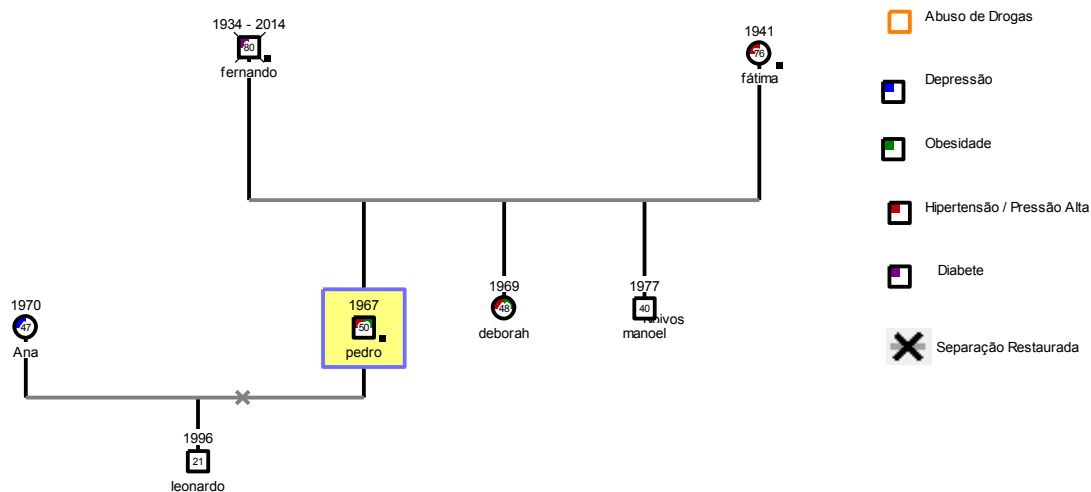 1934 - 2014
80
fernando
1941
76
fátima
Abuso de Drogas
Depressão
Obesidade
Hipertensão / Pressão Alta
Diabete
Separação Restaurada
1970
47
Ana
1967
50
pedro
1969
48
deborah
1977
40
manoel
1996
21
leonardo